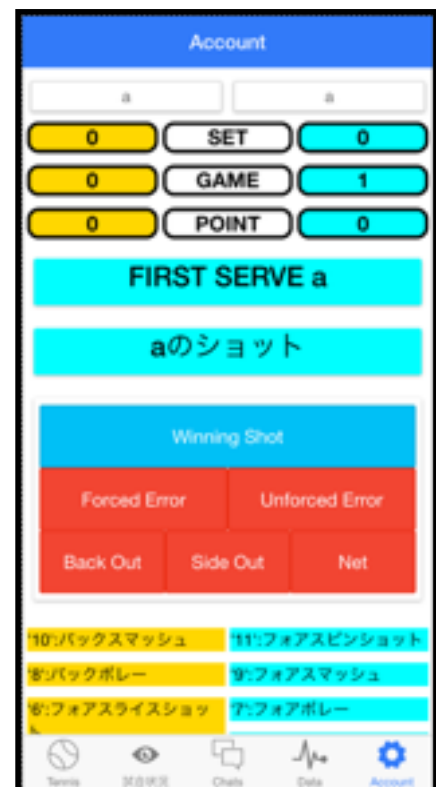 Account
a a
0 SET 0
0 GAME 1
0 POINT 0
FIRST SERVE a
aのショット
Winning Shot
Forced Error Unforced Error
Back Out Side Out Net
'10':バックスマッシュ '11':フォアスピンショット
'8':バックボレー '9':フォアスマッシュ
'6':フォアスライスショッ '7':フォアボレー
ト
Tennis 試合状況 Chats Data Account